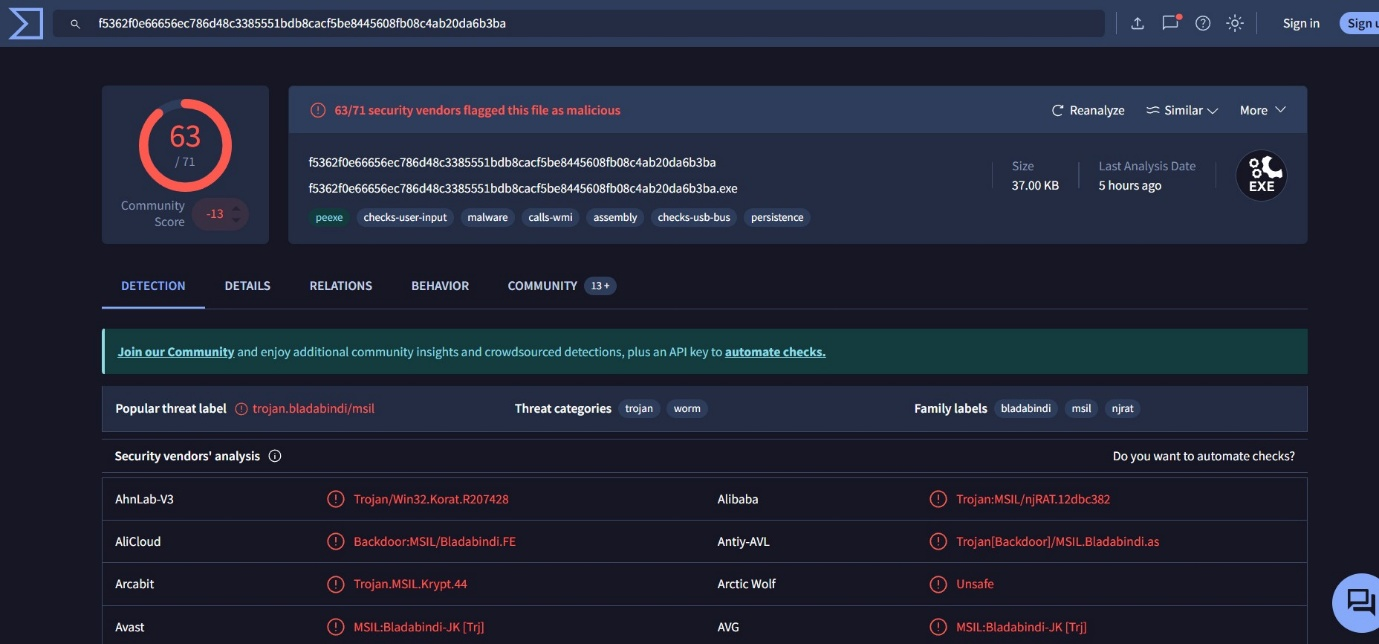 f5362f0e66656ec786d48c3385551bdb8cacf5be8445608fb08c4ab20da6b3ba
Sign in
Sign u
63
/ 71
Community
Score
-13
63/71 security vendors flagged this file as malicious
Reanalyze
Similar
More
f5362f0e66656ec786d48c3385551bdb8cacf5be8445608fb08c4ab20da6b3ba
f5362f0e66656ec786d48c3385551bdb8cacf5be8445608fb08c4ab20da6b3ba.exe
Size
37.00 KB
Last Analysis Date
5 hours ago
EXE
peexe
checks-user-input
malware
calls-wmi
assembly
checks-usb-bus
persistence
DETECTION
DETAILS
RELATIONS
BEHAVIOR
COMMUNITY 13+
Join our Community and enjoy additional community insights and crowdsourced detections, plus an API key to automate checks.
Popular threat label trojan.bladabindi/msil
Threat categories trojan worm
Family labels bladabindi msil njrat
Security vendors' analysis
Do you want to automate checks?
AhnLab-V3 Trojan/Win32.Korat.R207428
Alibaba Trojan:MSIL/njRAT.12dbc382
AliCloud Backdoor:MSIL/Bladabindi.FE
Antiy-AVL Trojan[Backdoor]/MSIL.Bladabindi.as
Arcabit Trojan.MSIL.Krypt.44
Arctic Wolf Unsafe
Avast MSIL:Bladabindi-JK [Trj]
AVG MSIL:Bladabindi-JK [Trj]